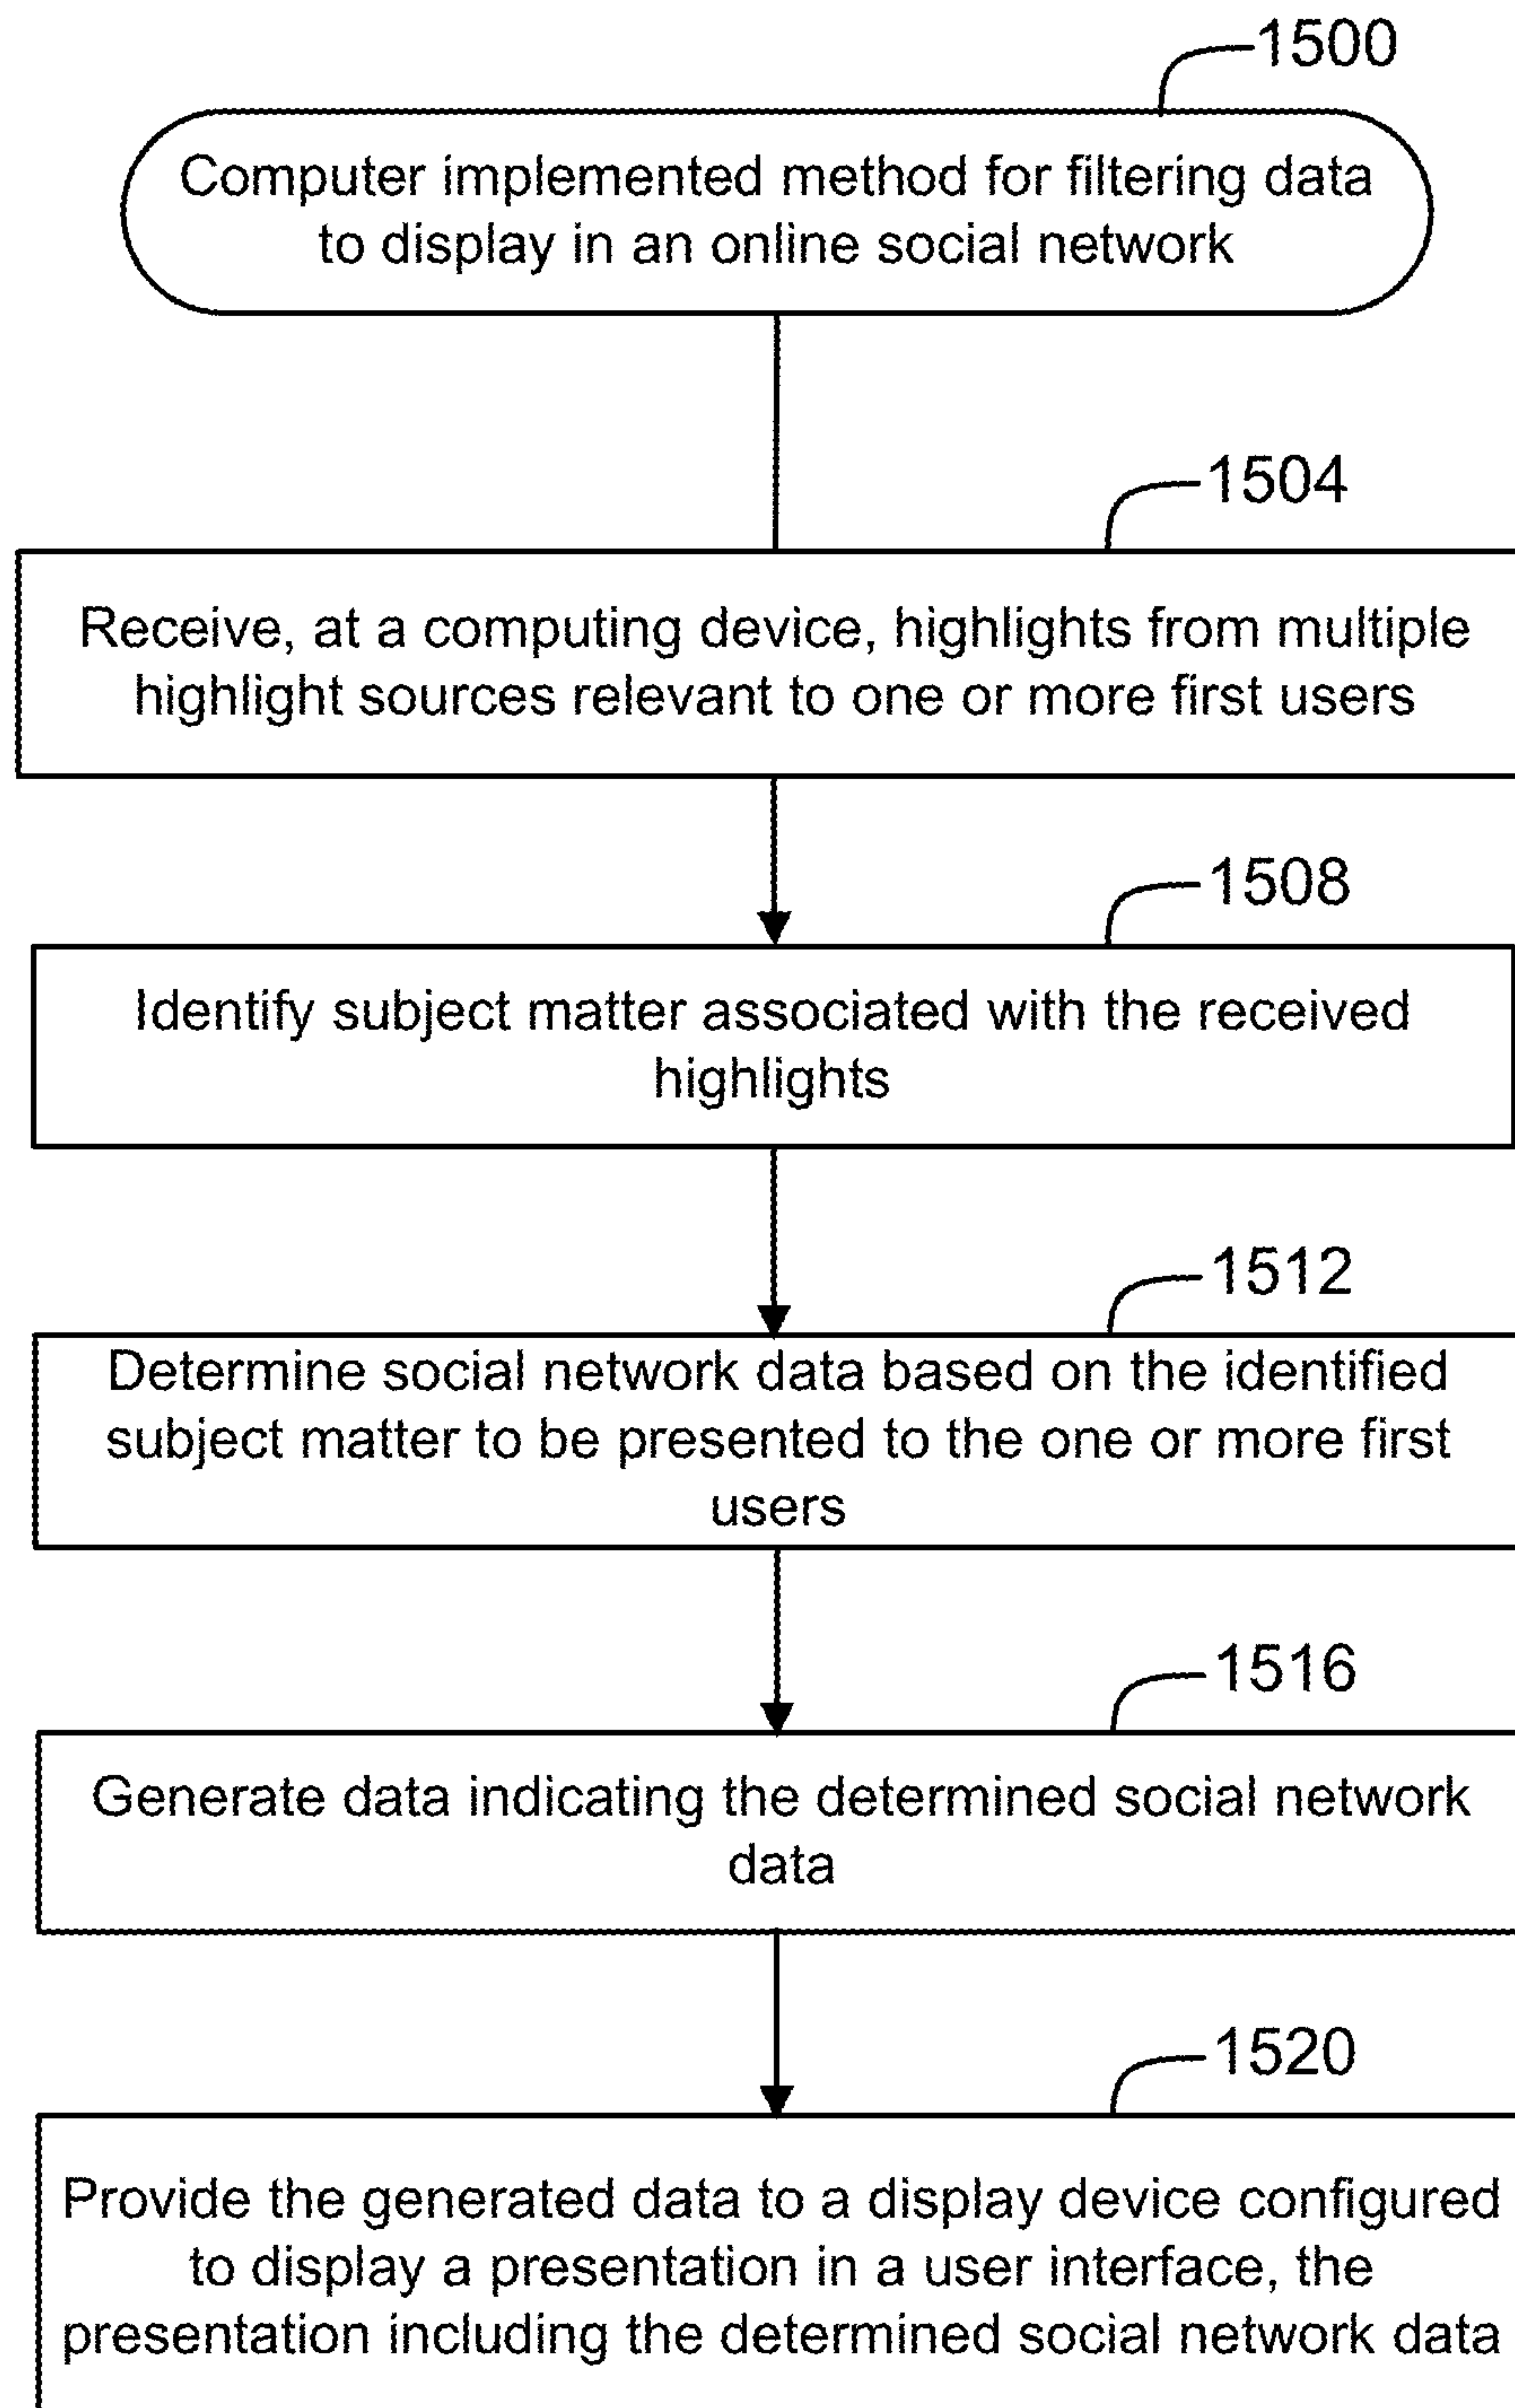 1500
Computer implemented method for filtering data
to display in an online social network
1504
Receive, at a computing device, highlights from multiple
highlight sources relevant to one or more first users
1508
Identify subject matter associated with the received
highlights
1512
Determine social network data based on the identified
subject matter to be presented to the one or more first
users
1516
Generate data indicating the determined social network
data
1520
Provide the generated data to a display device configured
to display a presentation in a user interface, the
presentation including the determined social network data